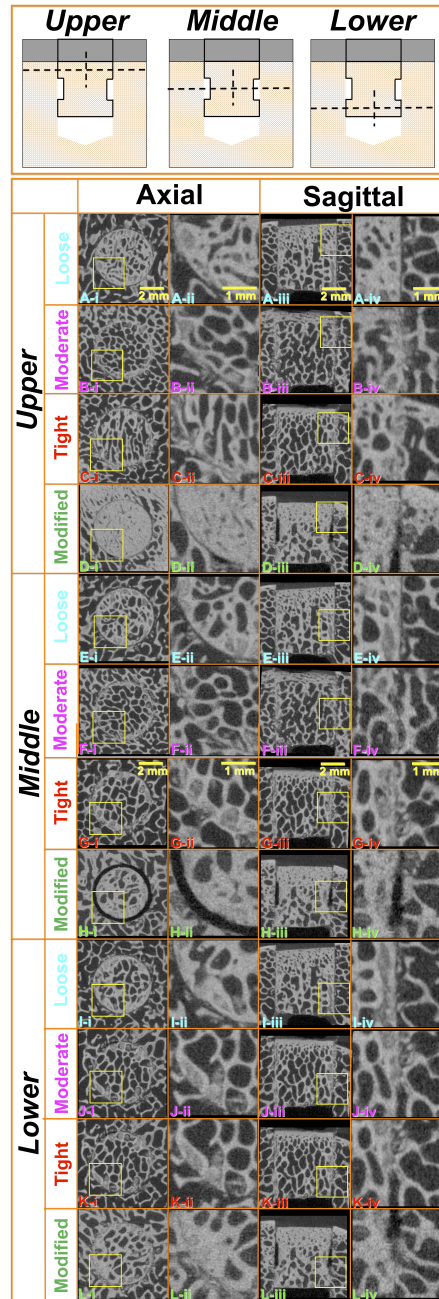 Upper Middle Lower
Axial Sagittal
Upper
Loose
A-i 2 mm A-ii 1 mm A-iii 2 mm A-iv 1 mm
Moderate
B-i B-ii B-iii B-iv
Tight
C-i C-ii C-iii C-iv
Modified
D-i D-ii D-iii D-iv
Middle
Loose
E-i E-ii E-iii E-iv
Moderate
F-i F-ii F-iii F-iv
Tight
2 mm 1 mm 2 mm 1 mm
G-i G-ii G-iii G-iv
Modified
H-i H-ii H-iii H-iv
Lower
Loose
I-i I-ii I-iii I-iv
Moderate
J-i J-ii J-iii J-iv
Tight
K-i K-ii K-iii K-iv
Modified
L-i L-ii L-iii L-iv